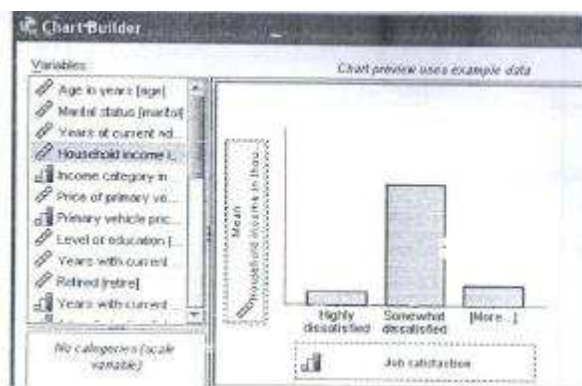 Chart Builder
Variables:
Chart preview uses example data
Age in years [age]
Marital status [marital]
Years at current ad...
Household income i...
Income category in ...
Price of primary ve...
Primary vehicle pric...
Level of education [...
Years with current ...
Retired [retire]
Years with current ...
No categories (scale
variable)
Mean
Household income in thou...
Highly
dissatisfied
Somewhat
dissatisfied
[More...]
Job satisfaction